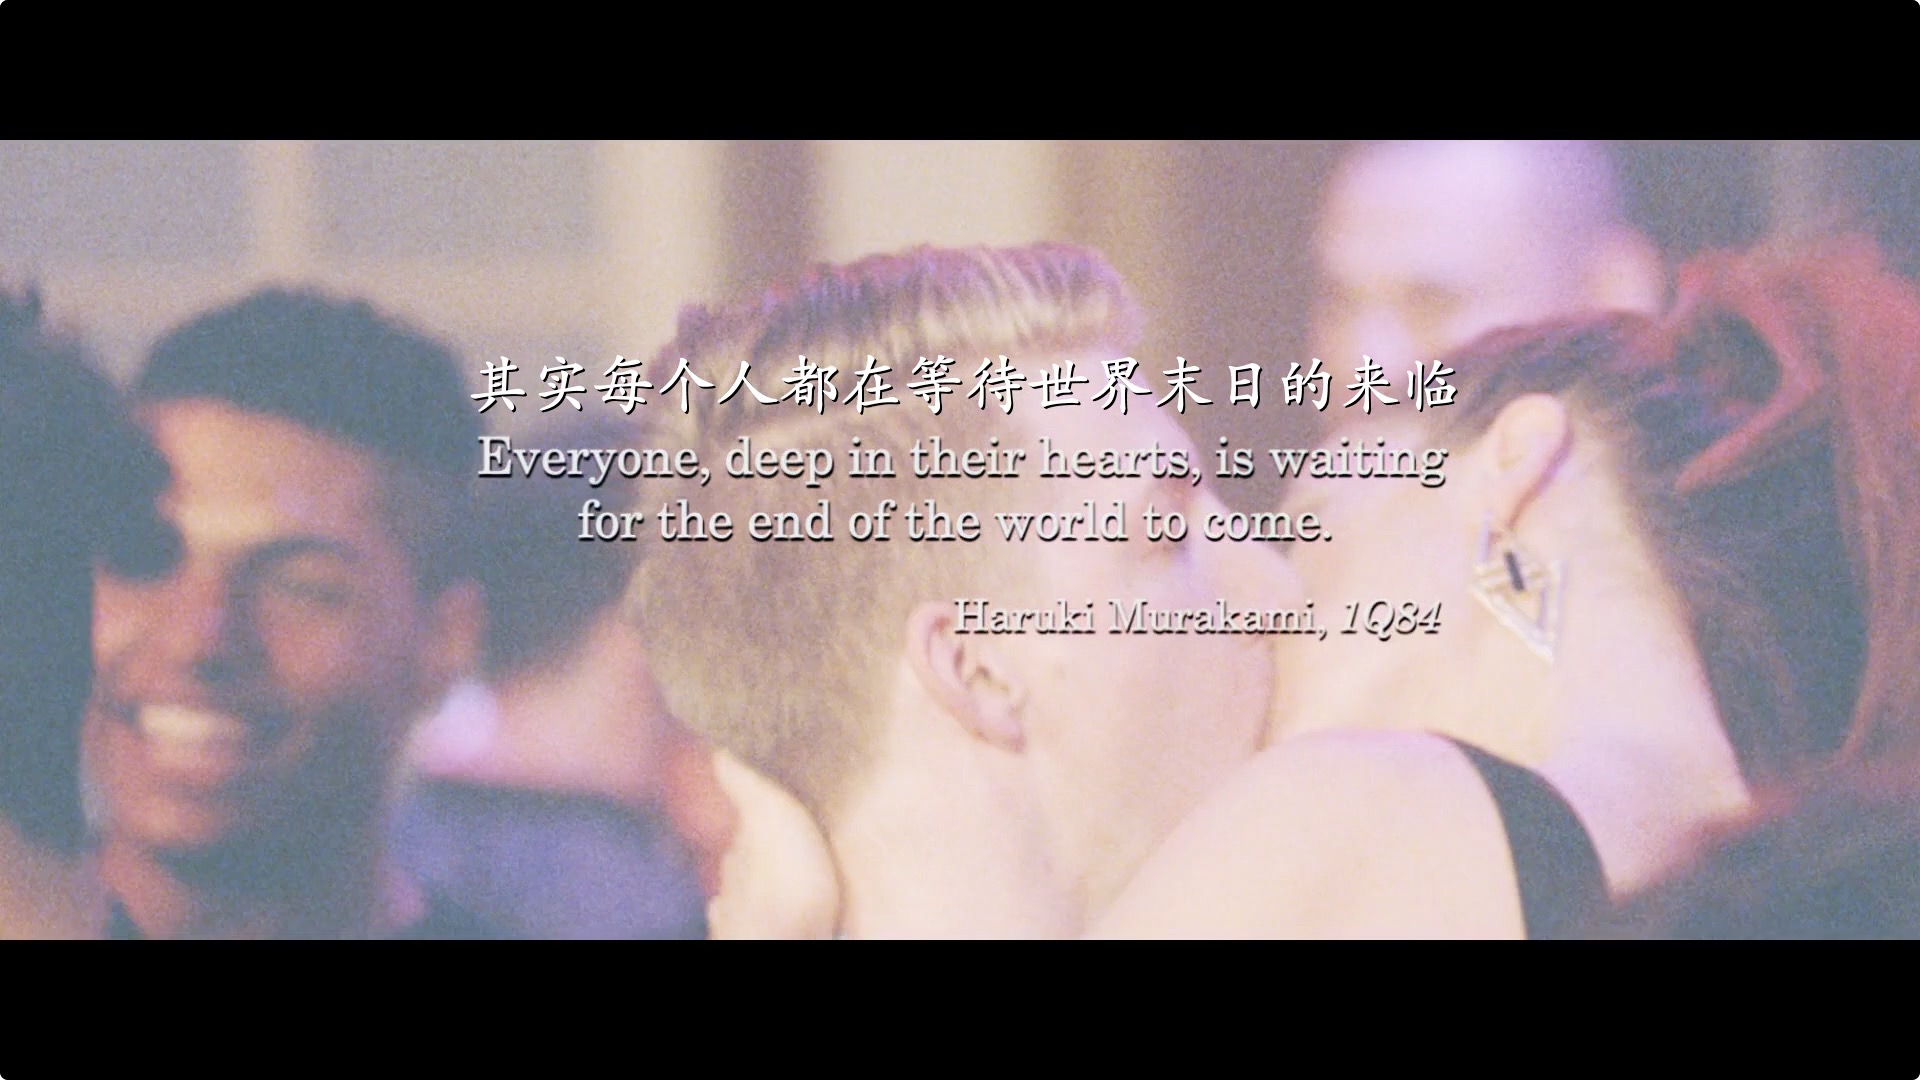 其实每个人都在等待世界末日的来临
Everyone, deep in their hearts, is waiting
for the end of the world to come.
Haruki Murakami, 1Q84